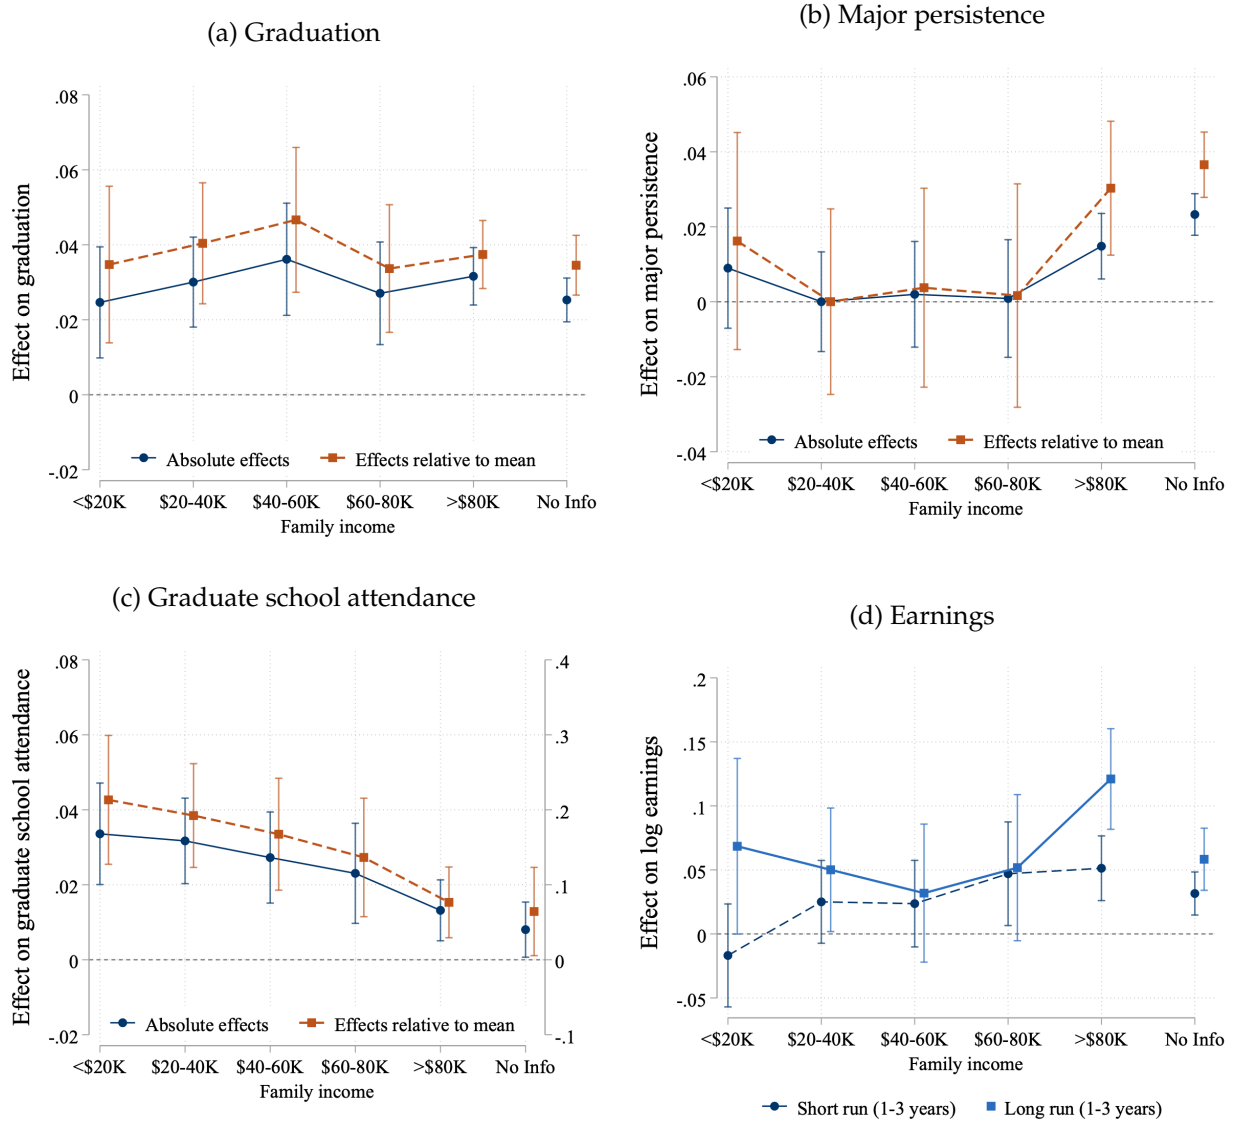 (a) Graduation
Effect on graduation
.08
.06
.04
.02
0
-.02
Absolute effects
Effects relative to mean
<$20K
$20-40K
$40-60K
$60-80K
>$80K
No Info
Family income
(b) Major persistence
Effect on major persistence
.06
.04
.02
0
-.02
-.04
Absolute effects
Effects relative to mean
<$20K
$20-40K
$40-60K
$60-80K
>$80K
No Info
Family income
(c) Graduate school attendance
Effect on graduate school attendance
.08
.06
.04
.02
0
-.02
.4
.3
.2
.1
0
-.1
Absolute effects
Effects relative to mean
<$20K
$20-40K
$40-60K
$60-80K
>$80K
No Info
Family income
(d) Earnings
Effect on log earnings
.2
.15
.1
.05
0
-.05
<$20K
$20-40K
$40-60K
$60-80K
>$80K
No Info
Family income
Short run (1-3 years)
Long run (1-3 years)